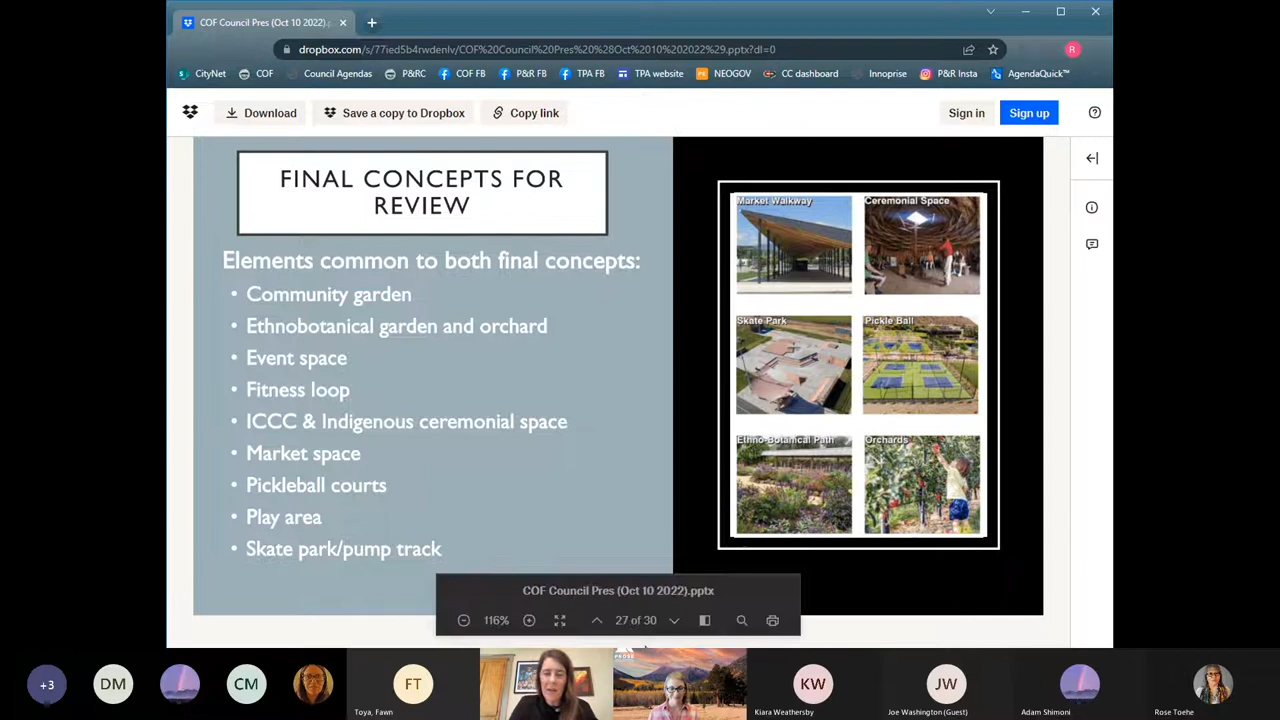 COF Council Pres (Oct 10 2022).p
dropbox.com/s/77ied5b4rwdenlv/COF%20Council%20Pres%20%28Oct%2010%202022%29.pptx?dl=0
R
CityNet COF Council Agendas P&RC COF FB P&R FB TPA FB TPA website NEOGOV CC dashboard Innoprise P&R Insta AgendaQuick™
Download Save a copy to Dropbox Copy link Sign in Sign up
FINAL CONCEPTS FOR
REVIEW
Elements common to both final concepts:
• Community garden
• Ethnobotanical garden and orchard
• Event space
• Fitness loop
• ICCC & Indigenous ceremonial space
• Market space
• Pickleball courts
• Play area
• Skate park/pump track
Market Walkway
Ceremonial Space
Skate Park
Pickle Ball
Ethno-Botanical Path
Orchards
COF Council Pres (Oct 10 2022).pptx
116% 27 of 30
+3 DM CM FT KW JW
Toya, Fawn Kiara Weathersby Joe Washington (Guest) Adam Shimoni Rose Toehe